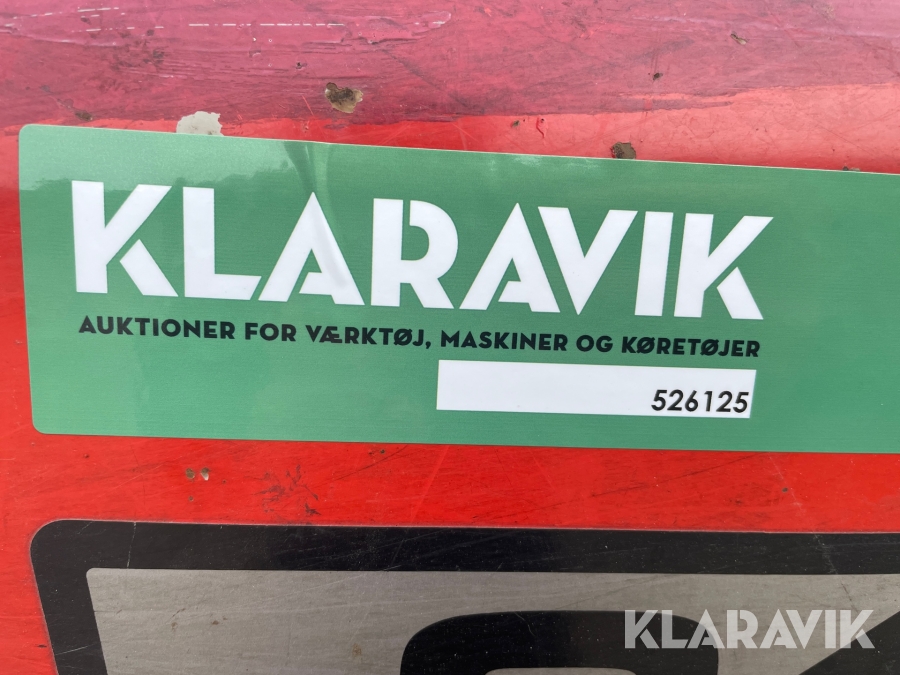 KLARAVIK
AUKTIONER FOR VÆRKTØJ, MASKINER OG KØRETØJER
526125
KLARAVIK